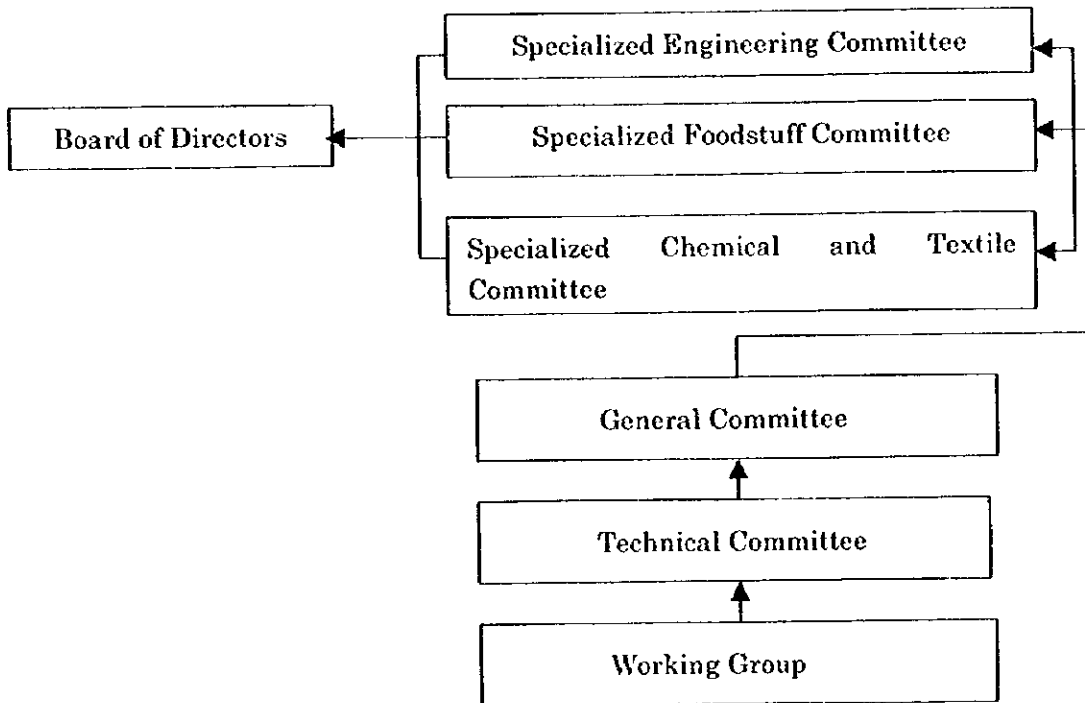 Specialized Engineering Committee
Board of Directors
Specialized Foodstuff Committee
Specialized Chemical and Textile
Committee
General Committee
Technical Committee
Working Group